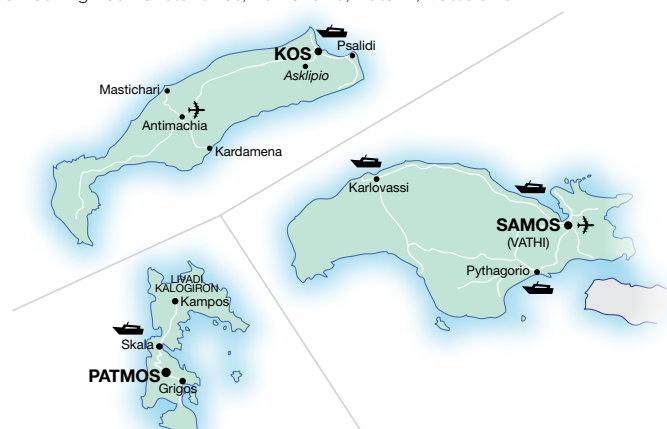 KOS
Psalidi
Asklipio
Mastichari
Antimachia
Kardamena
Karlovassi
SAMOS
(VATHI)
Pythagorio
LIVADI
KALOGIRON
Kampos
Skala
PATMOS
Grigos